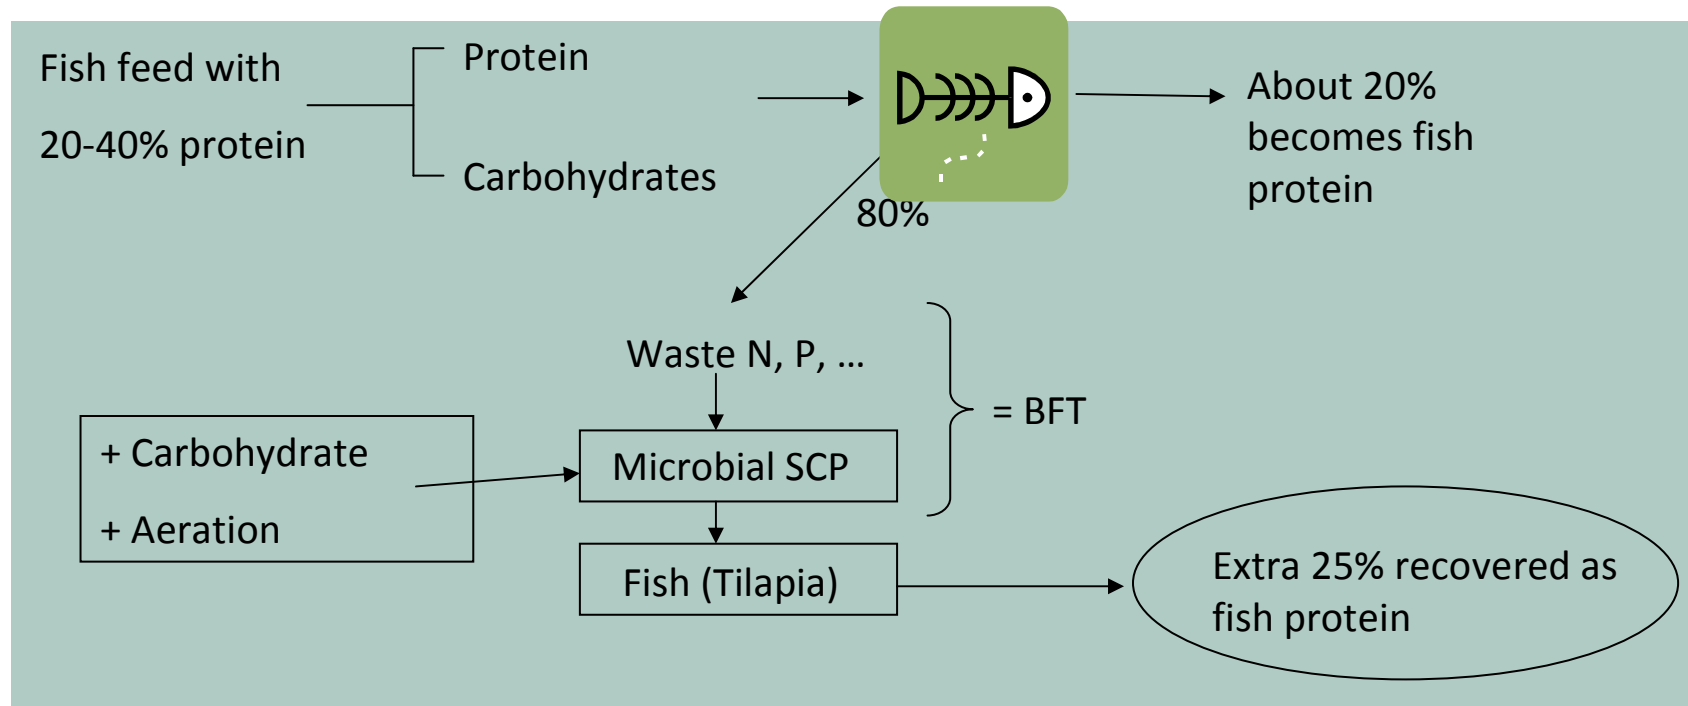 Fish feed with
20-40% protein
Protein
Carbohydrates
About 20%
becomes fish
protein
80%
Waste N, P, ...
= BFT
+ Carbohydrate
+ Aeration
Microbial SCP
Fish (Tilapia)
Extra 25% recovered as
fish protein